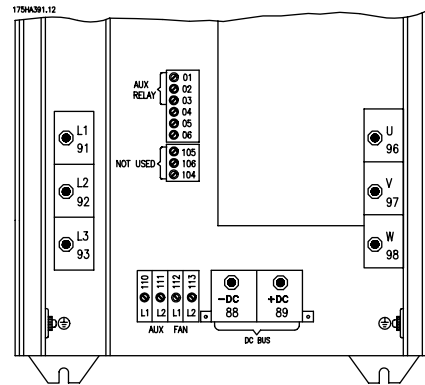 175HA391.12
AUX
RELAY
01
02
03
04
05
06
NOT USED
105
106
104
L1
91
L2
92
L3
93
U
96
V
97
W
98
110
111
112
113
L1
L2
L1
L2
AUX FAN
-DC
88
+DC
89
DC BUS